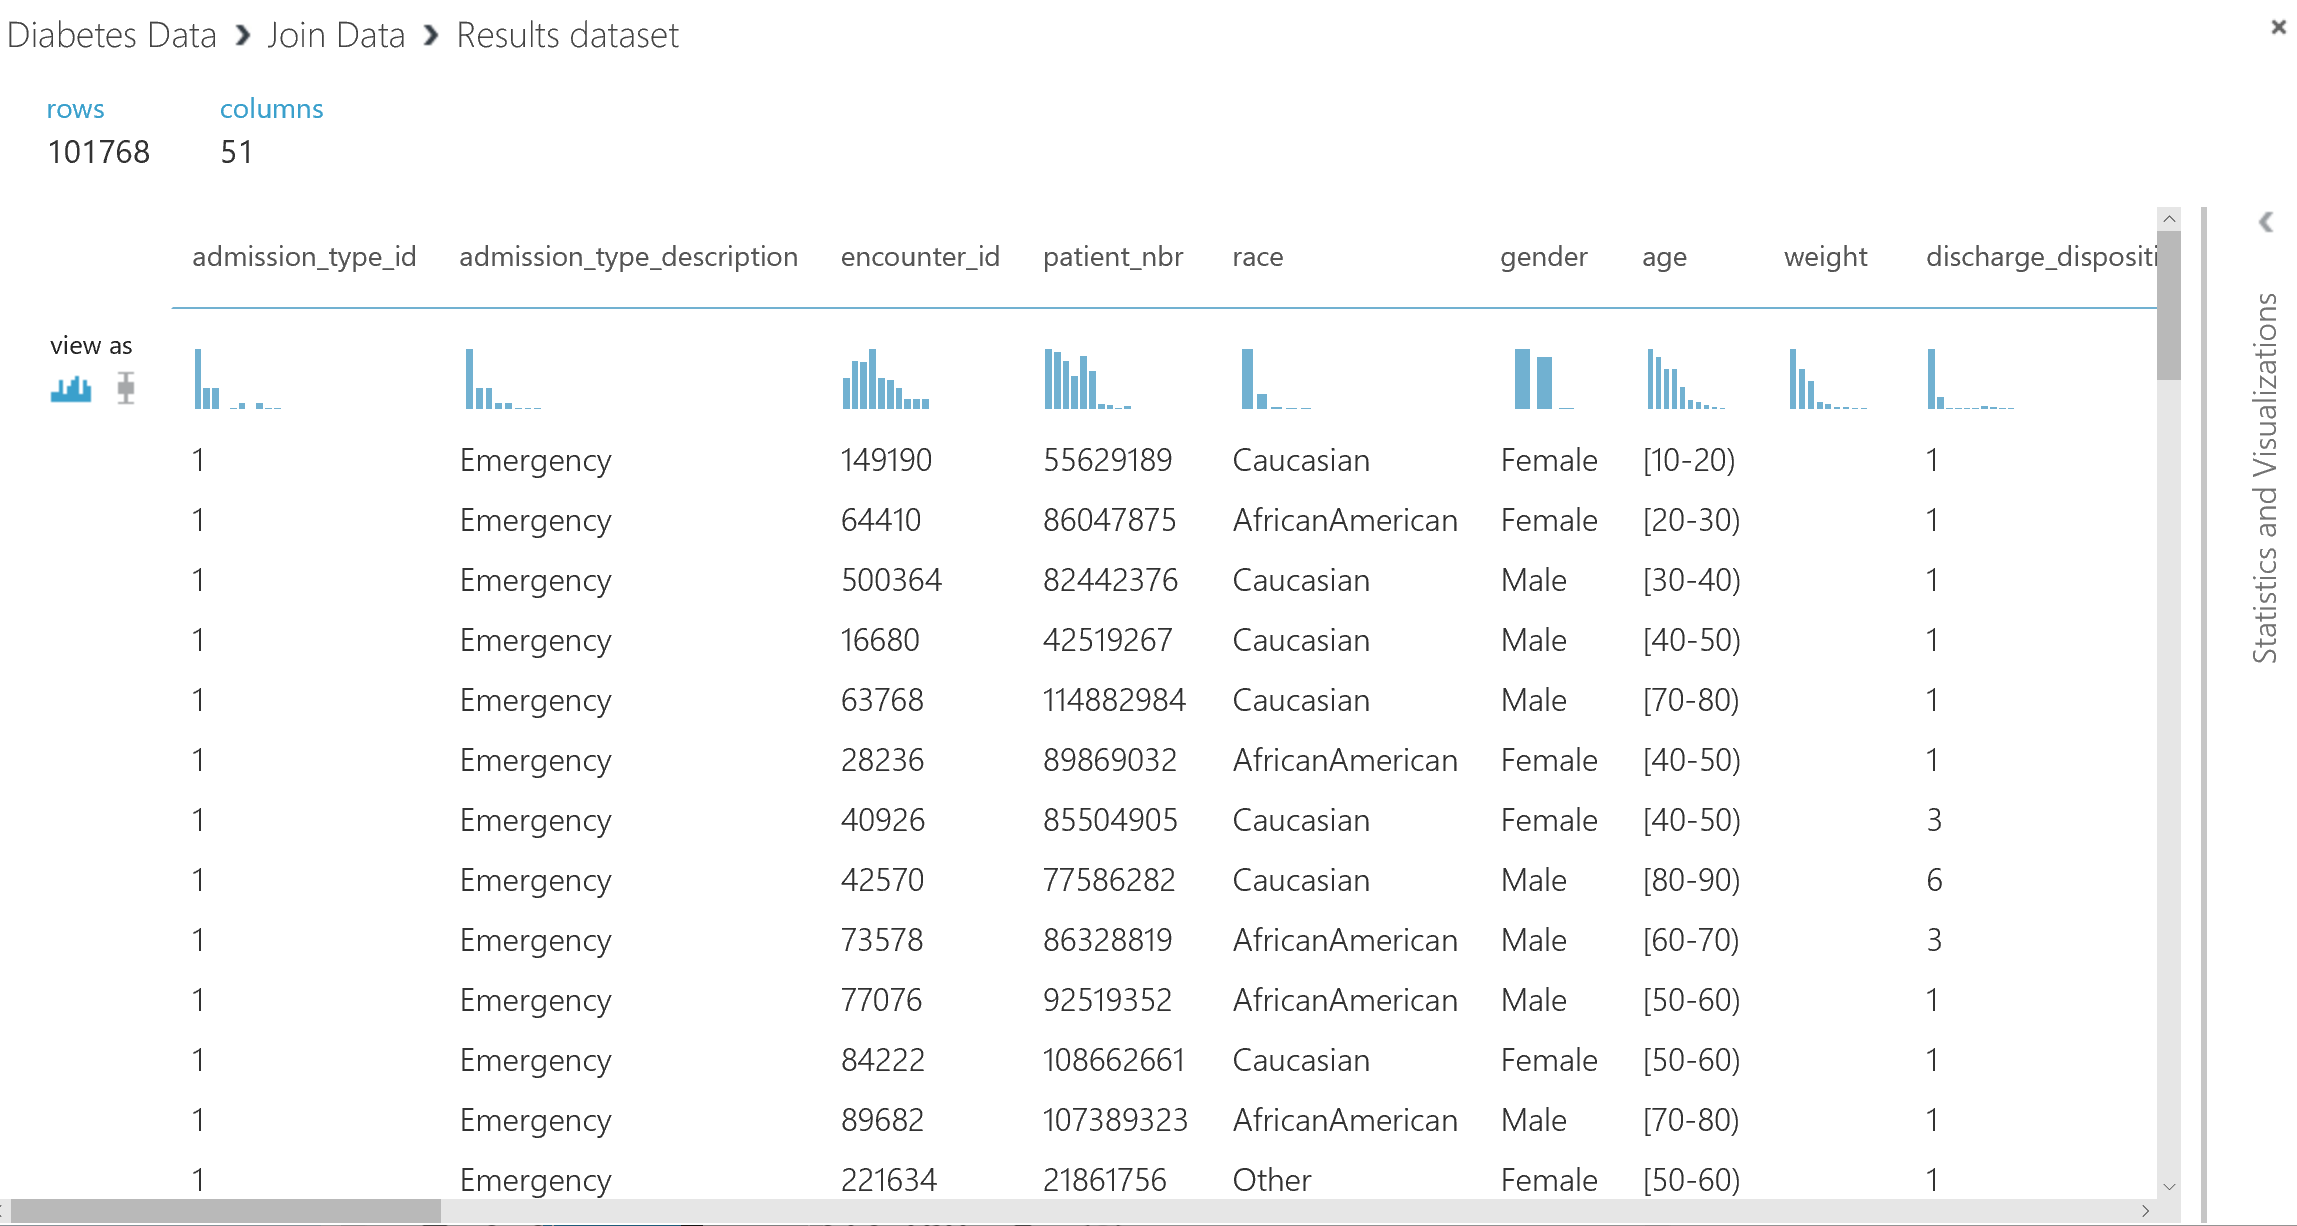 Diabetes Data › Join Data › Results dataset
rows columns
101768 51
admission_type_id admission_type_description encounter_id patient_nbr race gender age weight discharge_dispositi
view as
1 Emergency 149190 55629189 Caucasian Female [10-20) 1
1 Emergency 64410 86047875 AfricanAmerican Female [20-30) 1
1 Emergency 500364 82442376 Caucasian Male [30-40) 1
1 Emergency 16680 42519267 Caucasian Male [40-50) 1
1 Emergency 63768 114882984 Caucasian Male [70-80) 1
1 Emergency 28236 89869032 AfricanAmerican Female [40-50) 1
1 Emergency 40926 85504905 Caucasian Female [40-50) 3
1 Emergency 42570 77586282 Caucasian Male [80-90) 6
1 Emergency 73578 86328819 AfricanAmerican Male [60-70) 3
1 Emergency 77076 92519352 AfricanAmerican Male [50-60) 1
1 Emergency 84222 108662661 Caucasian Female [50-60) 1
1 Emergency 89682 107389323 AfricanAmerican Male [70-80) 1
1 Emergency 221634 21861756 Other Female [50-60) 1
Statistics and Visualizations